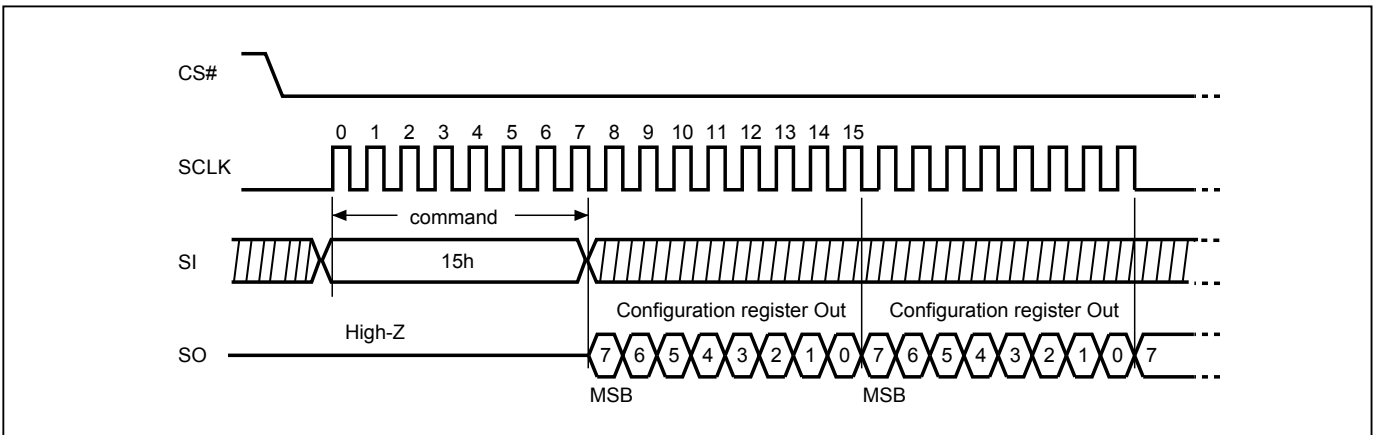 CS#
0 1 2 3 4 5 6 7 8 9 10 11 12 13 14 15
SCLK
command
SI 15h
Configuration register Out Configuration register Out
High-Z
SO 7 6 5 4 3 2 1 0 7 6 5 4 3 2 1 0 7
MSB MSB